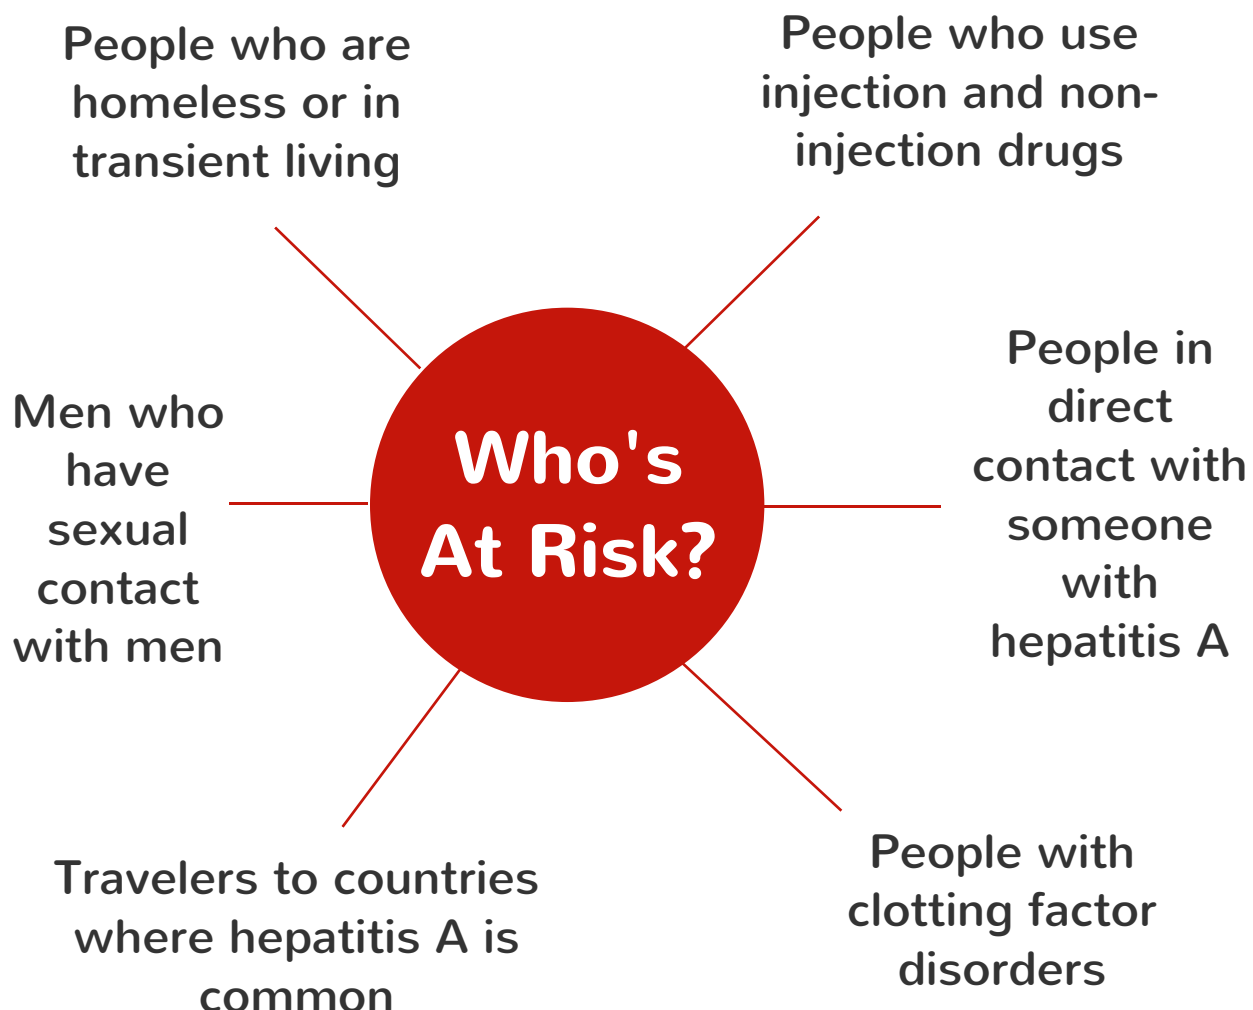 People who are
homeless or in
transient living
People who use
injection and non-
injection drugs
Men who
have
sexual
contact
with men
Who's
At Risk?
People in
direct
contact with
someone
with
hepatitis A
Travelers to countries
where hepatitis A is
common
People with
clotting factor
disorders